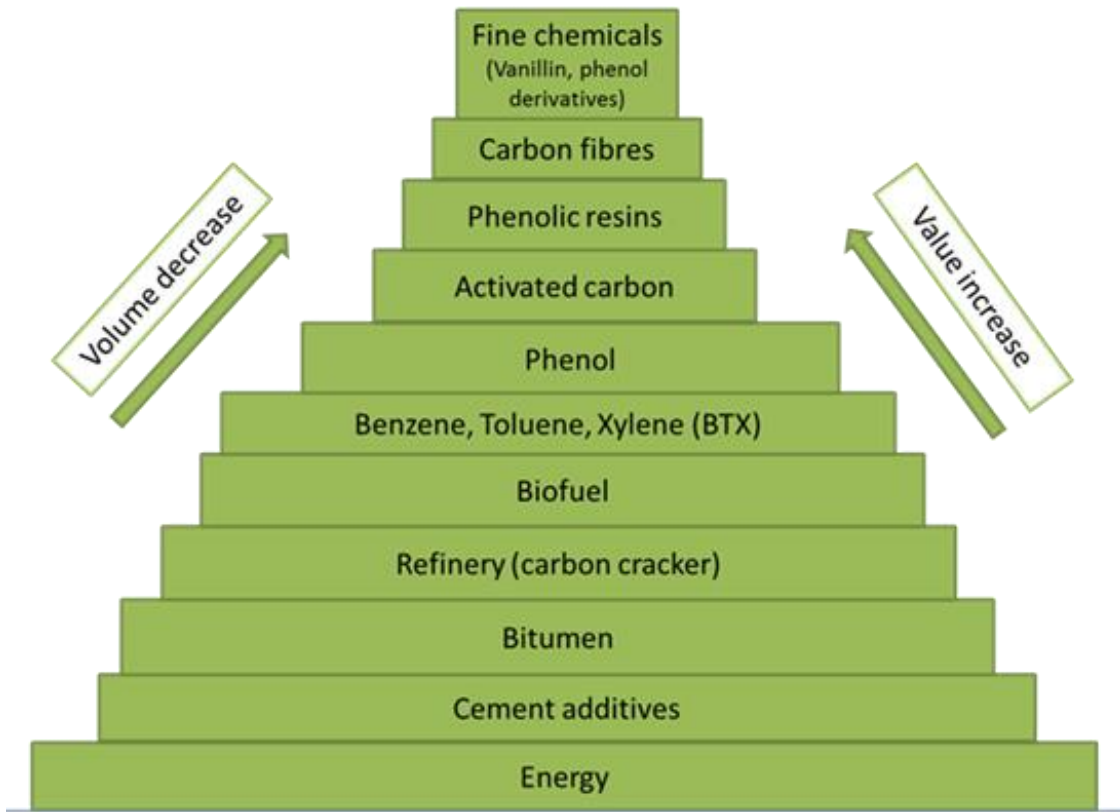 Fine chemicals
(Vanillin, phenol
derivatives)
Carbon fibres
Phenolic resins
Activated carbon
Phenol
Benzene, Toluene, Xylene (BTX)
Biofuel
Refinery (carbon cracker)
Bitumen
Cement additives
Energy
Volume decrease
Value increase